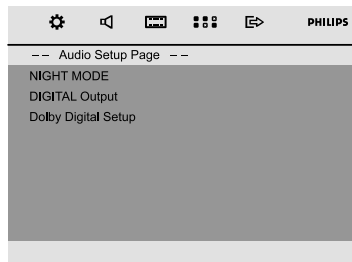 PHILIPS
-- Audio Setup Page --
NIGHT MODE
DIGITAL Output
Dolby Digital Setup